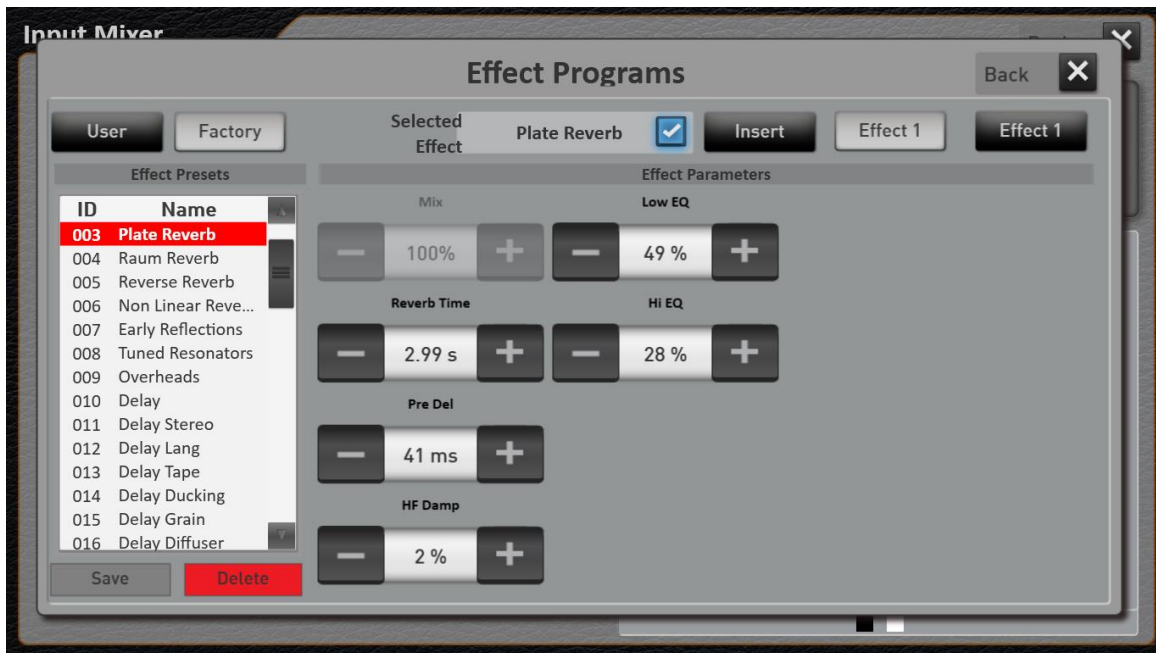 Input Mixer
Effect Programs
Back
User
Factory
Selected
Effect
Plate Reverb
Insert
Effect 1
Effect 1
Effect Presets
Effect Parameters
ID Name
003 Plate Reverb
004 Raum Reverb
005 Reverse Reverb
006 Non Linear Reve...
007 Early Reflections
008 Tuned Resonators
009 Overheads
010 Delay
011 Delay Stereo
012 Delay Lang
013 Delay Tape
014 Delay Ducking
015 Delay Grain
016 Delay Diffuser
Save
Delete
Mix
100%
Low EQ
49 %
Reverb Time
2.99 s
Hi EQ
28 %
Pre Del
41 ms
HF Damp
2 %